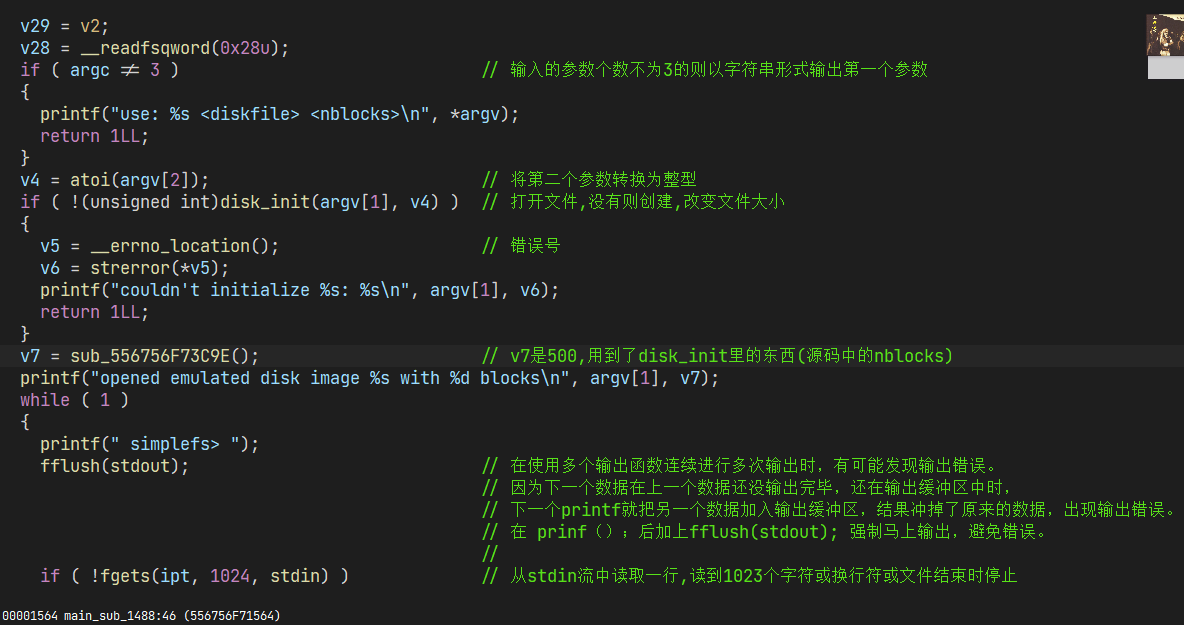 v29 = v2;
v28 = __readfsqword(0x28u);
if ( argc ≠ 3 ) // 输入的参数个数不为3的则以字符串形式输出第一个参数
{
printf("use: %s <diskfile> <nblocks>\n", *argv);
return 1LL;
}
v4 = atoi(argv[2]); // 将第二个参数转换为整型
if ( !(unsigned int)disk_init(argv[1], v4) ) // 打开文件,没有则创建,改变文件大小
{
v5 = __errno_location(); // 错误号
v6 = strerror(*v5);
printf("couldn't initialize %s: %s\n", argv[1], v6);
return 1LL;
}
v7 = sub_556756F73C9E(); // v7是500,用到了disk_init里的东西(源码中的nblocks)
printf("opened emulated disk image %s with %d blocks\n", argv[1], v7);
while ( 1 )
{
printf(" simplefs> ");
fflush(stdout); // 在使用多个输出函数连续进行多次输出时，有可能发现输出错误。
// 因为下一个数据在上一个数据还没输出完毕，还在输出缓冲区中时，
// 下一个printf就把另一个数据加入输出缓冲区，结果冲掉了原来的数据，出现输出错误。
// 在 prinf（）；后加上fflush(stdout); 强制马上输出，避免错误。
//
if ( !fgets(ipt, 1024, stdin) ) // 从stdin流中读取一行,读到1023个字符或换行符或文件结束时停止
00001564 main_sub_1488:46 (556756F71564)